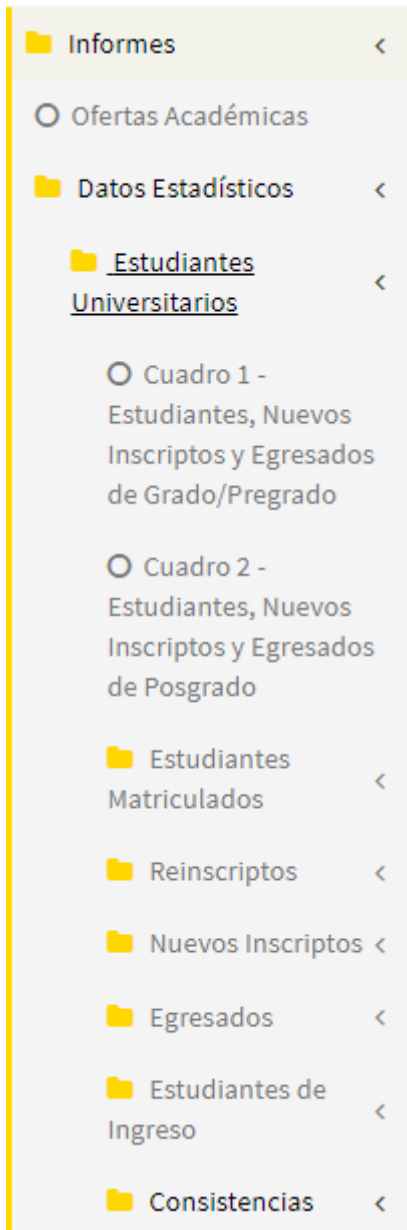 Informes
Ofertas Académicas
Datos Estadísticos
Estudiantes
Universitarios
Cuadro 1 -
Estudiantes, Nuevos
Inscriptos y Egresados
de Grado/Pregrado
Cuadro 2 -
Estudiantes, Nuevos
Inscriptos y Egresados
de Posgrado
Estudiantes
Matriculados
Reinscriptos
Nuevos Inscriptos
Egresados
Estudiantes de
Ingreso
Consistencias